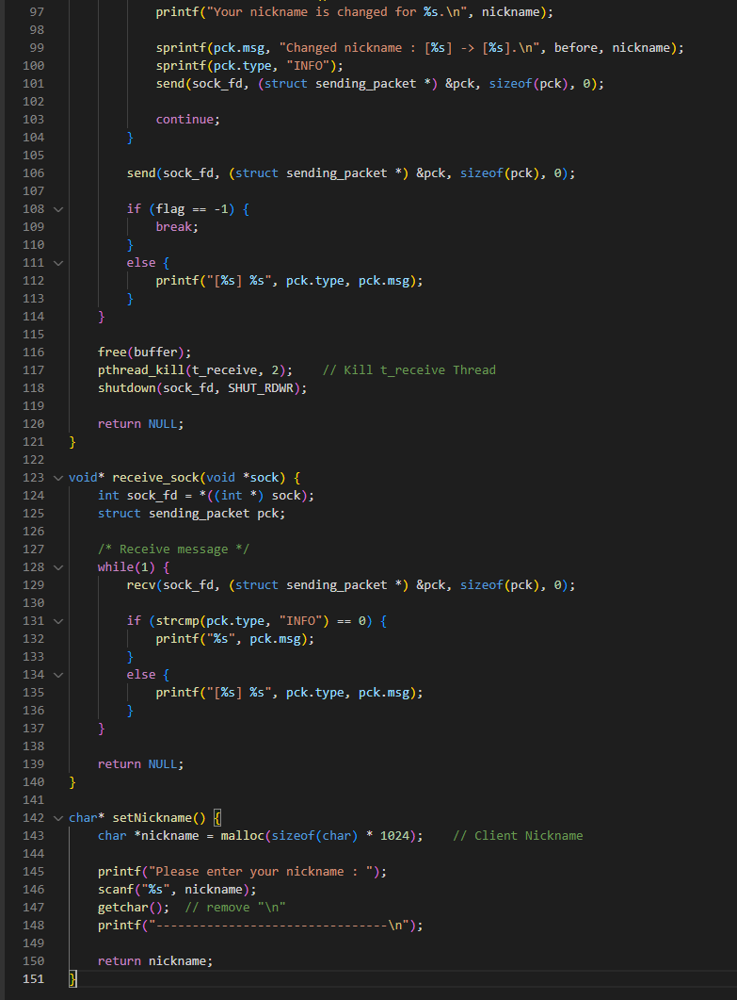 97 printf("Your nickname is changed for %s.\n", nickname);
98
99 sprintf(pck.msg, "Changed nickname : [%s] -> [%s].\n", before, nickname);
100 sprintf(pck.type, "INFO");
101 send(sock_fd, (struct sending_packet *) &pck, sizeof(pck), 0);
102
103 continue;
104 }
105
106 send(sock_fd, (struct sending_packet *) &pck, sizeof(pck), 0);
107
108 if (flag == -1) {
109 break;
110 }
111 else {
112 printf("[%s] %s", pck.type, pck.msg);
113 }
114 }
115
116 free(buffer);
117 pthread_kill(t_receive, 2);    // Kill t_receive Thread
118 shutdown(sock_fd, SHUT_RDWR);
119
120 return NULL;
121 }
122
123 void* receive_sock(void *sock) {
124 int sock_fd = *((int *) sock);
125 struct sending_packet pck;
126
127 /* Receive message */
128 while(1) {
129 recv(sock_fd, (struct sending_packet *) &pck, sizeof(pck), 0);
130
131 if (strcmp(pck.type, "INFO") == 0) {
132 printf("%s", pck.msg);
133 }
134 else {
135 printf("[%s] %s", pck.type, pck.msg);
136 }
137 }
138
139 return NULL;
140 }
141
142 char* setNickname() {
143 char *nickname = malloc(sizeof(char) * 1024);    // Client Nickname
144
145 printf("Please enter your nickname : ");
146 scanf("%s", nickname);
147 getchar();  // remove "\n"
148 printf("--------------------------------\n");
149
150 return nickname;
151 }